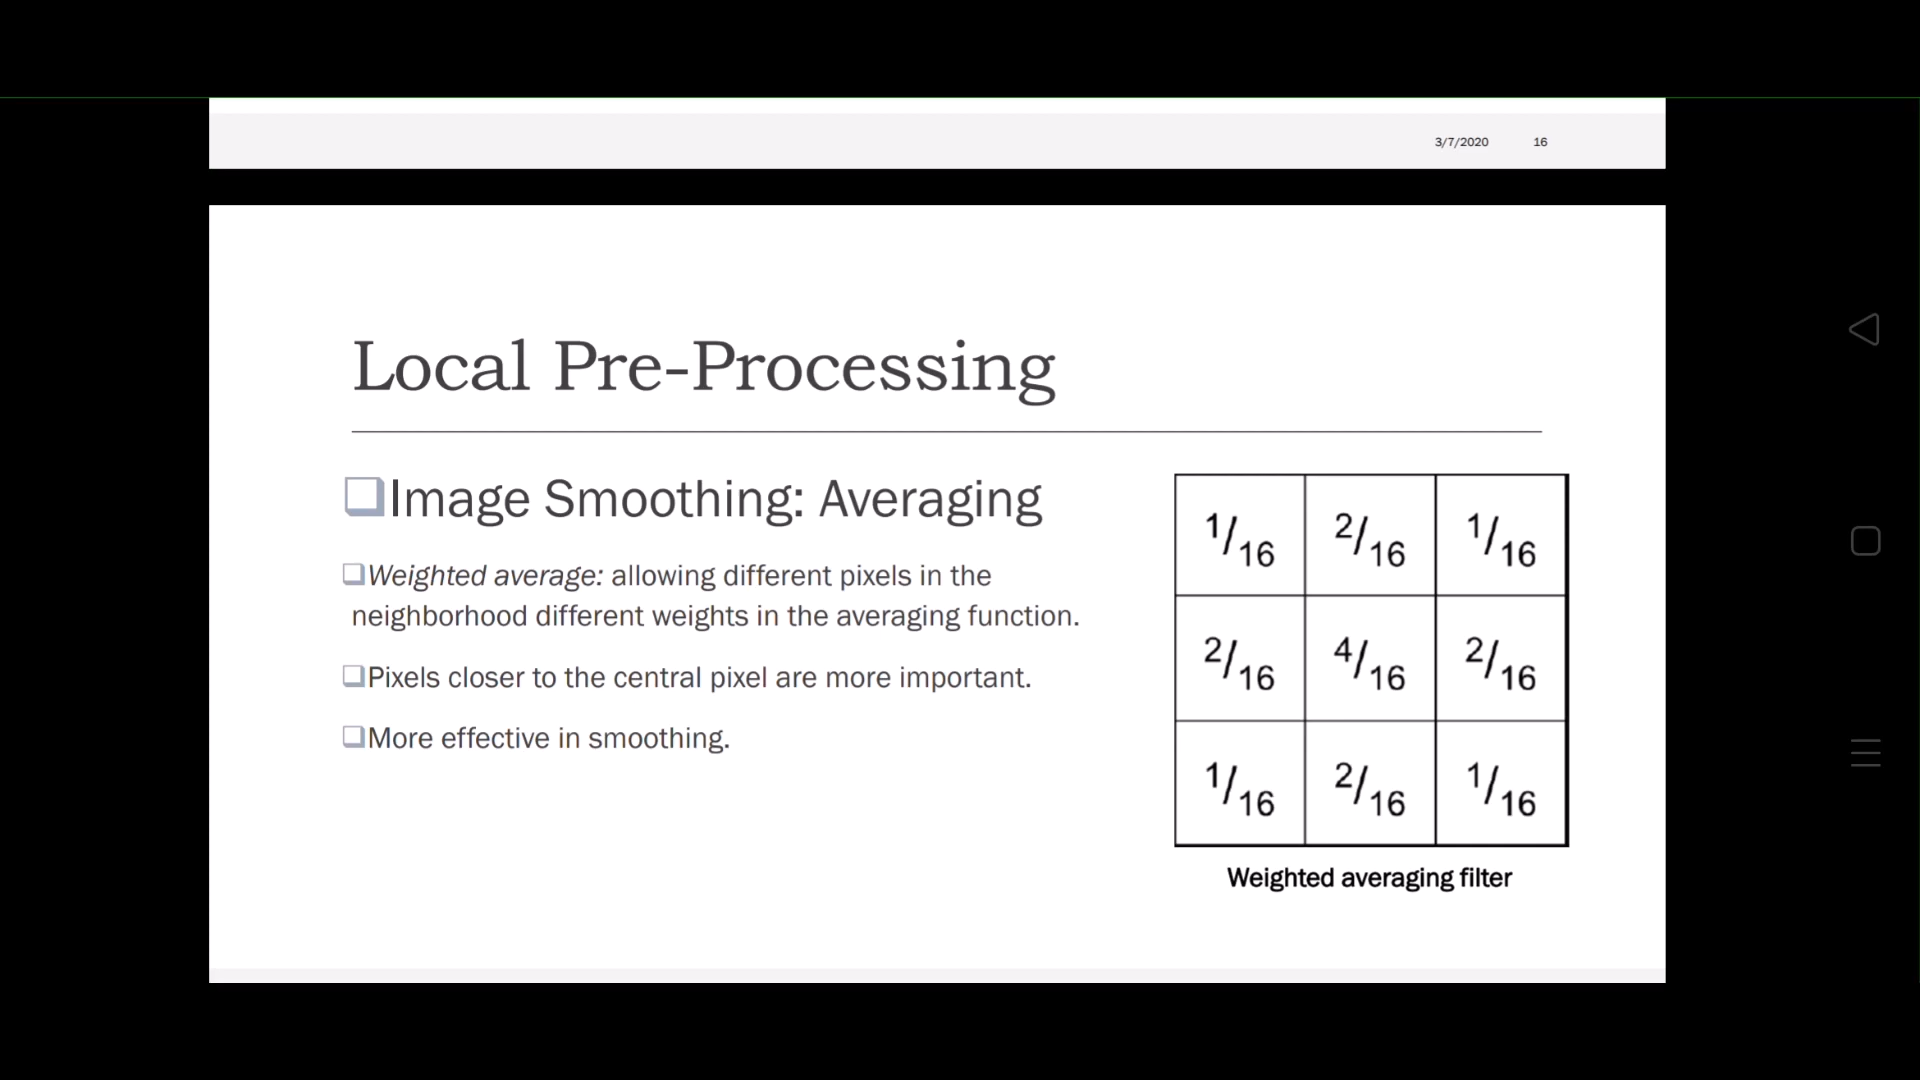 3/7/2020 16
Local Pre-Processing
Image Smoothing: Averaging
Weighted average: allowing different pixels in the
neighborhood different weights in the averaging function.
Pixels closer to the central pixel are more important.
More effective in smoothing.
1/16 2/16 1/16
2/16 4/16 2/16
1/16 2/16 1/16
Weighted averaging filter